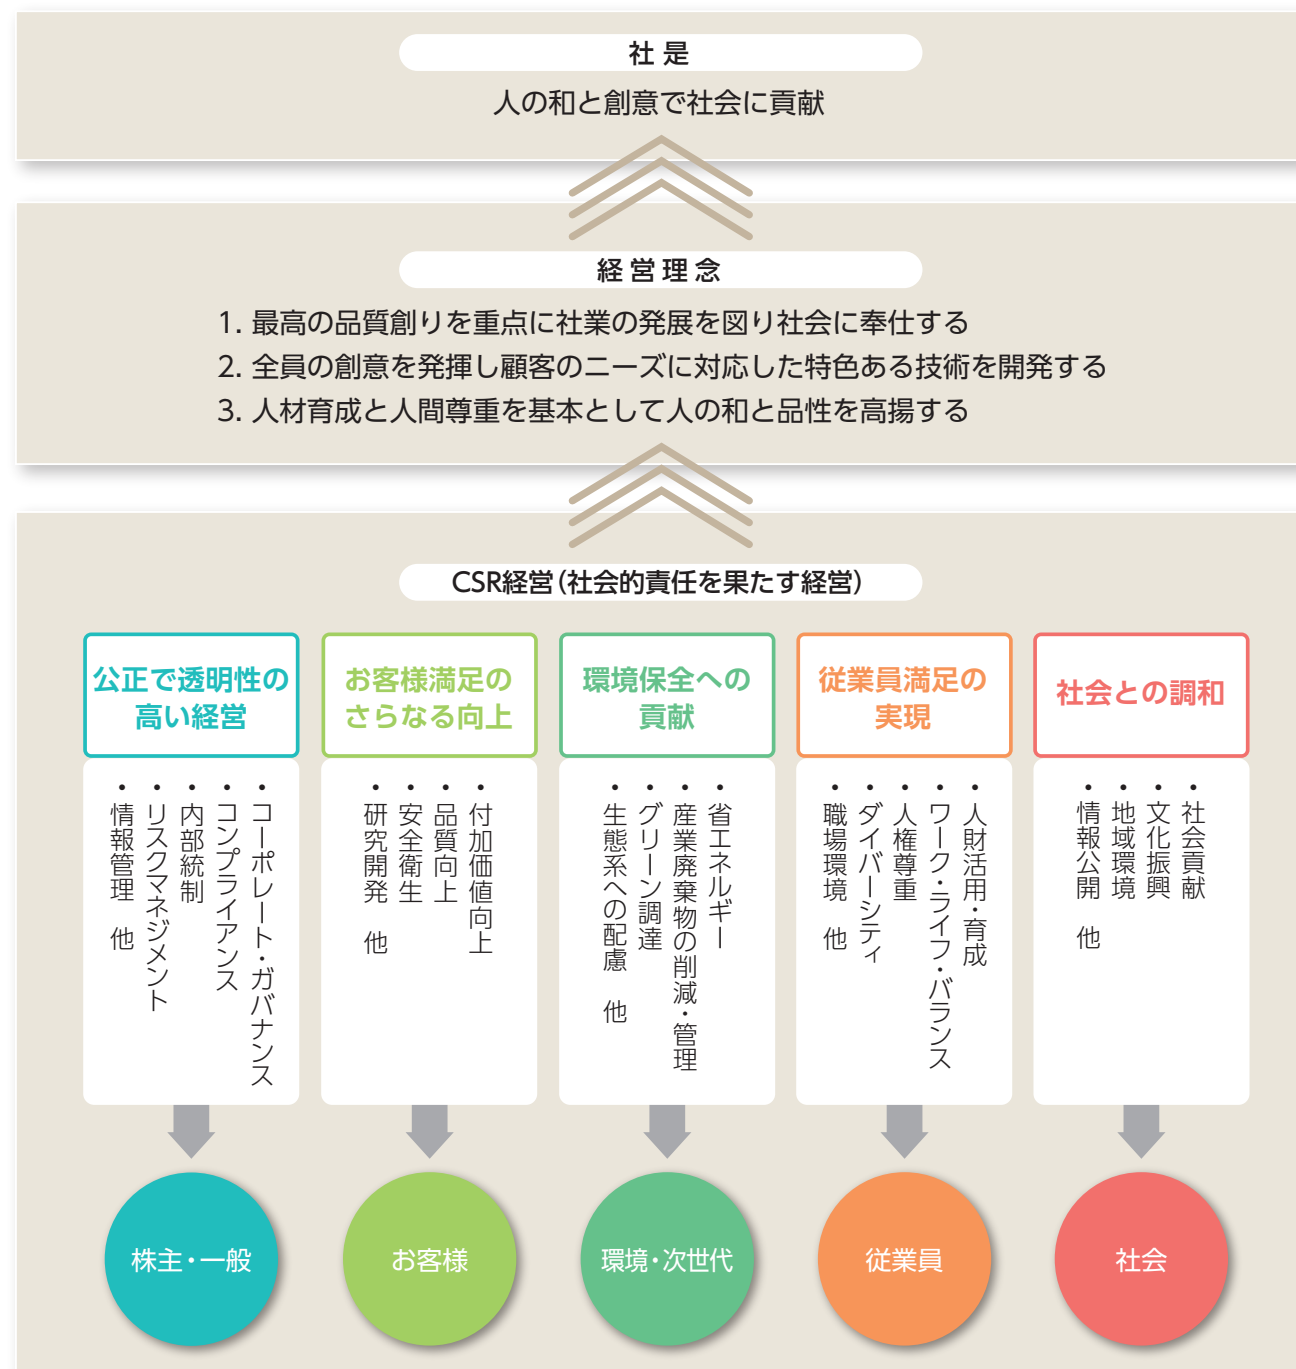 社是
人の和と創意で社会に貢献
経営理念
1. 最高の品質創りを重点に社業の発展を図り社会に奉仕する
2. 全員の創意を発揮し顧客のニーズに対応した特色ある技術を開発する
3. 人材育成と人間尊重を基本として人の和と品性を高揚する
CSR経営（社会的責任を果たす経営）
公正で透明性の
高い経営
・コーポレート・ガバナンス
・コンプライアンス
・内部統制
・リスクマネジメント
・情報管理　他
株主・一般
お客様満足の
さらなる向上
・付加価値向上
・品質向上
・安全衛生
・研究開発　他
お客様
環境保全への
貢献
・省エネルギー
・産業廃棄物の削減・管理
・グリーン調達
・生態系への配慮　他
環境・次世代
従業員満足の
実現
・人財活用・育成
・ワーク・ライフ・バランス
・人権尊重
・ダイバーシティ
・職場環境　他
従業員
社会との調和
・社会貢献
・文化振興
・地域環境
・情報公開　他
社会